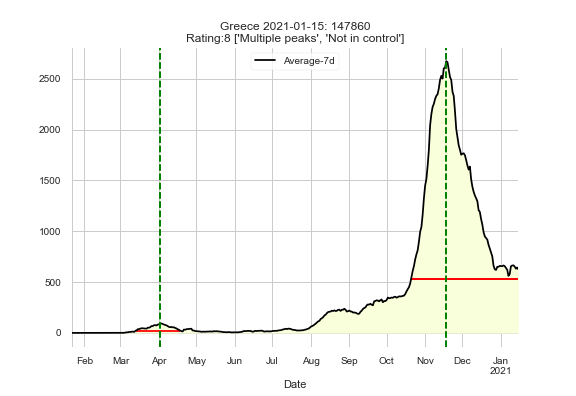 Greece 2021-01-15: 147860
Rating:8 ['Multiple peaks', 'Not in control']
Average-7d
2500
2000
1500
1000
500
0
Feb Mar Apr May Jun Jul Aug Sep Oct Nov Dec Jan
2021
Date